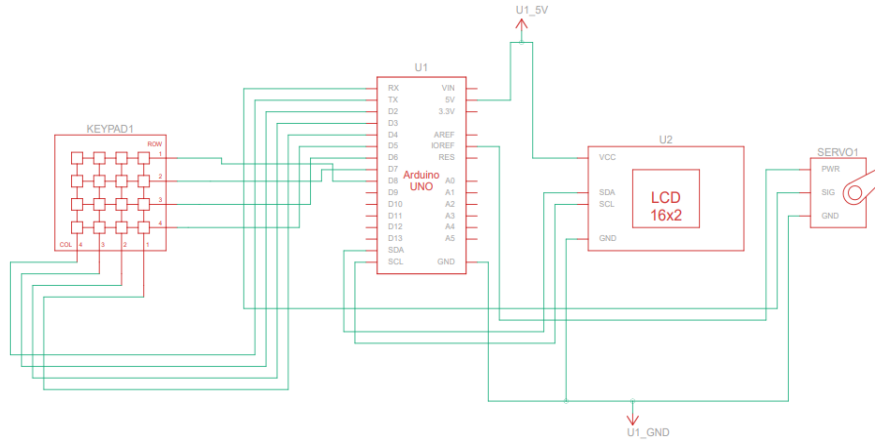 U1_5V
U1
RX
TX
D2
D3
D4
D5
D6
D7
D8
D9
D10
D11
D12
D13
SDA
SCL
VIN
5V
3.3V
AREF
IOREF
RES
A0
A1
A2
A3
A4
A5
GND
Arduino
UNO
KEYPAD1
ROW
1
2
3
4
COL 4 3 2 1
U2
VCC
SDA
SCL
GND
LCD
16x2
SERVO1
PWR
SIG
GND
U1_GND